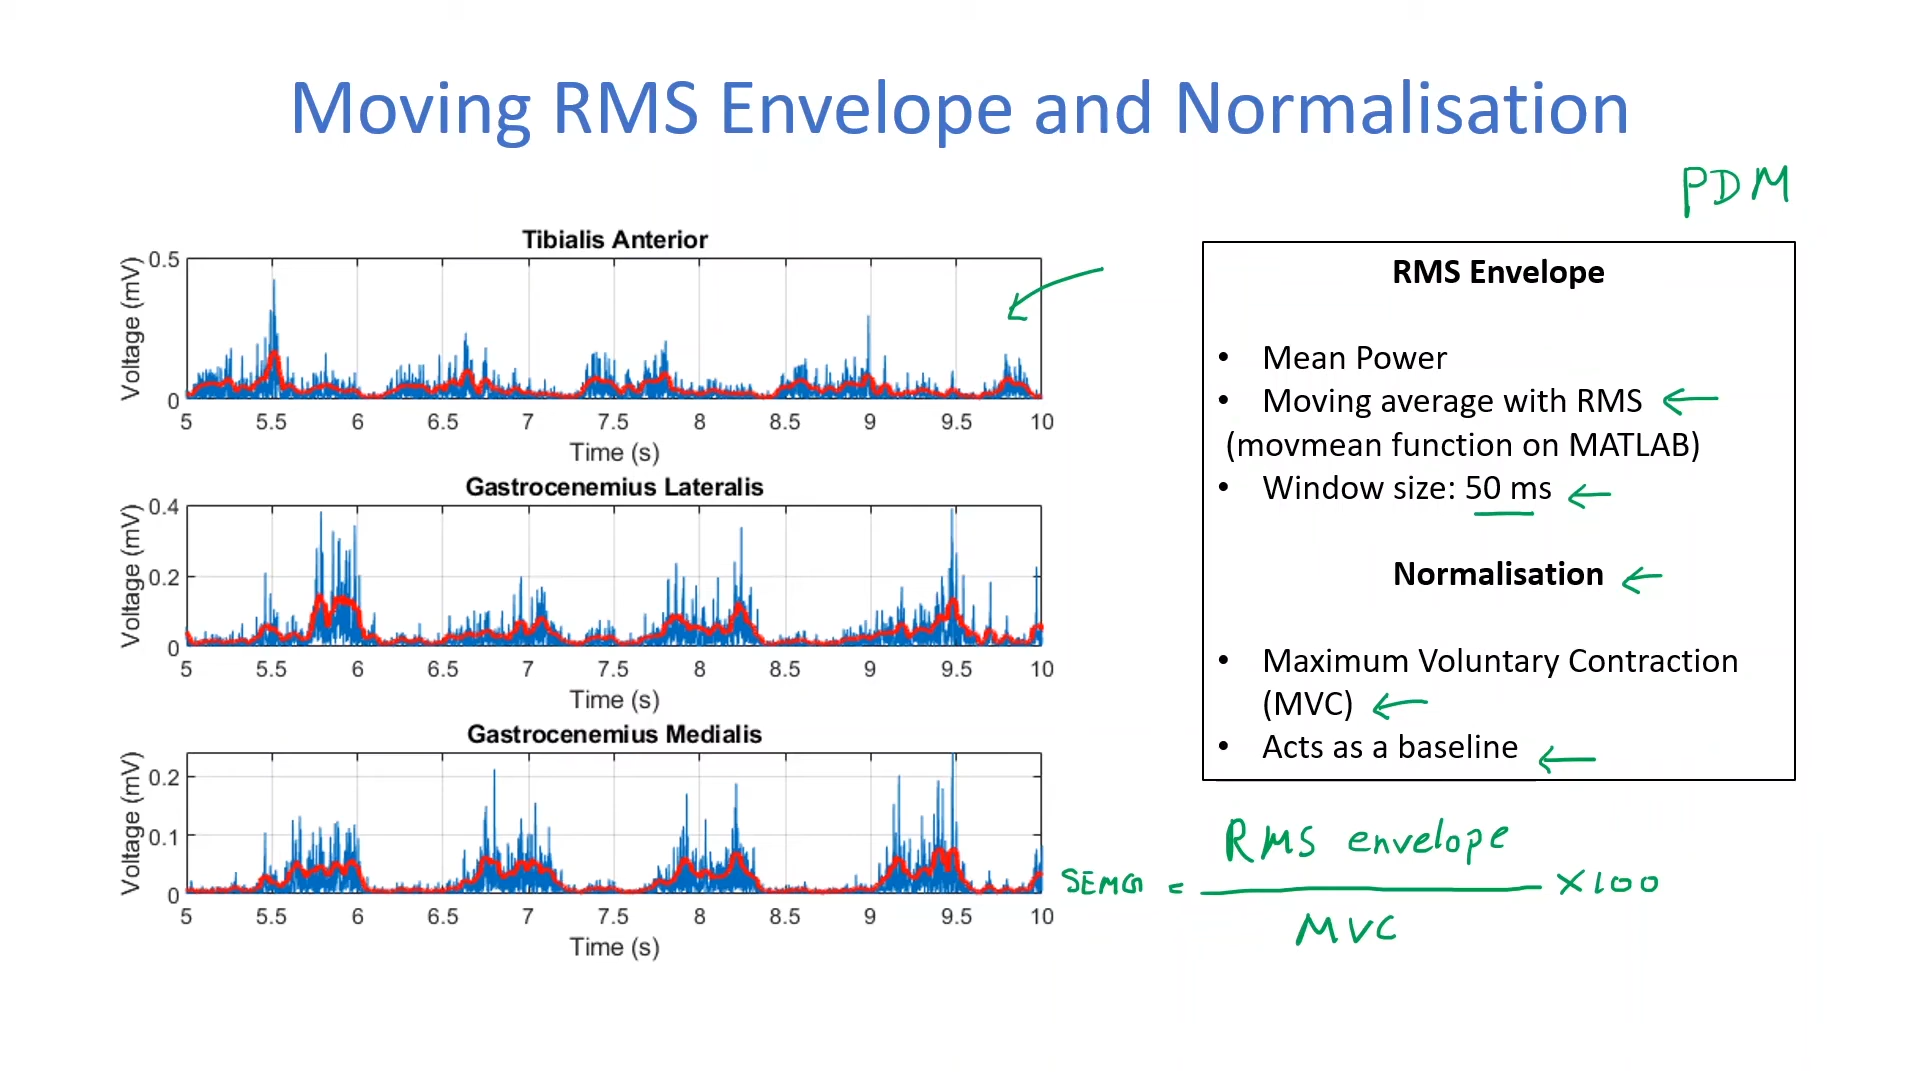 Moving RMS Envelope and Normalisation
PDM
Tibialis Anterior
Voltage (mV)
0.5
0
5 5.5 6 6.5 7 7.5 8 8.5 9 9.5 10
Time (s)
Gastrocenemius Lateralis
Voltage (mV)
0.4
0.2
0
5 5.5 6 6.5 7 7.5 8 8.5 9 9.5 10
Time (s)
Gastrocenemius Medialis
Voltage (mV)
0.2
0.1
0
5 5.5 6 6.5 7 7.5 8 8.5 9 9.5 10
Time (s)
RMS Envelope
• Mean Power
• Moving average with RMS
(movmean function on MATLAB)
• Window size: 50 ms
Normalisation
• Maximum Voluntary Contraction
(MVC)
• Acts as a baseline
RMS envelope
SEMG = ×100
MVC